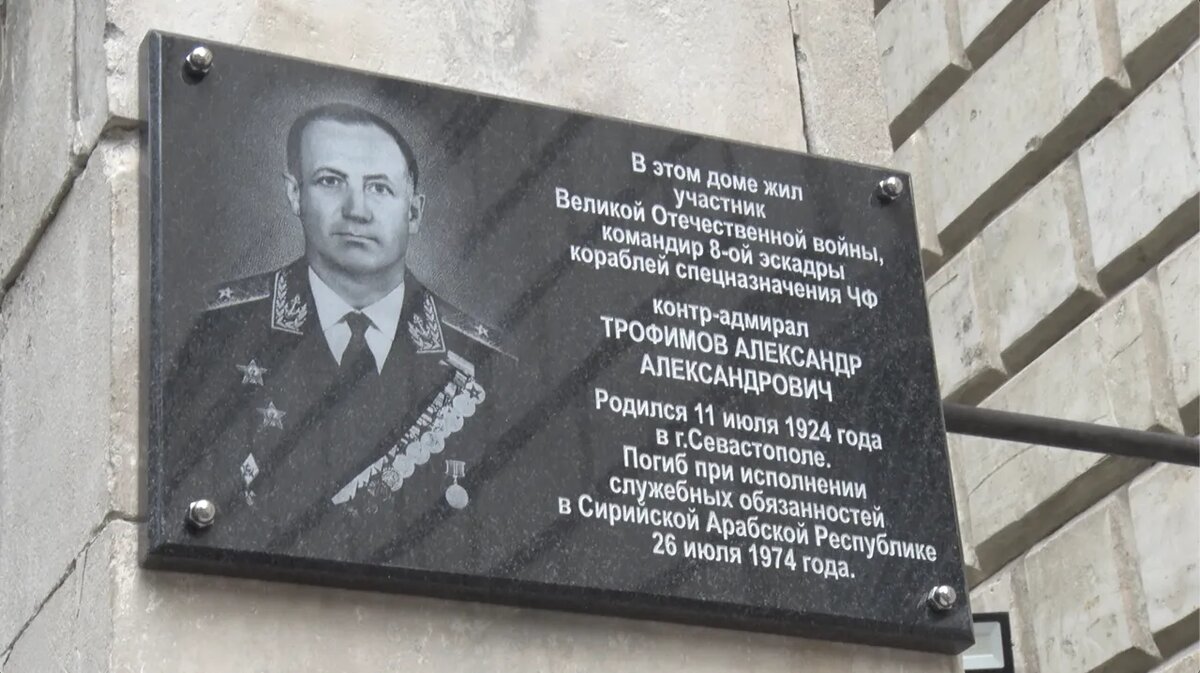 В этом доме жил
участник
Великой Отечественной войны,
командир 8-ой эскадры
кораблей спецназначения ЧФ
контр-адмирал
ТРОФИМОВ АЛЕКСАНДР
АЛЕКСАНДРОВИЧ
Родился 11 июля 1924 года
в г.Севастополе.
Погиб при исполнении
служебных обязанностей
в Сирийской Арабской Республике
26 июля 1974 года.